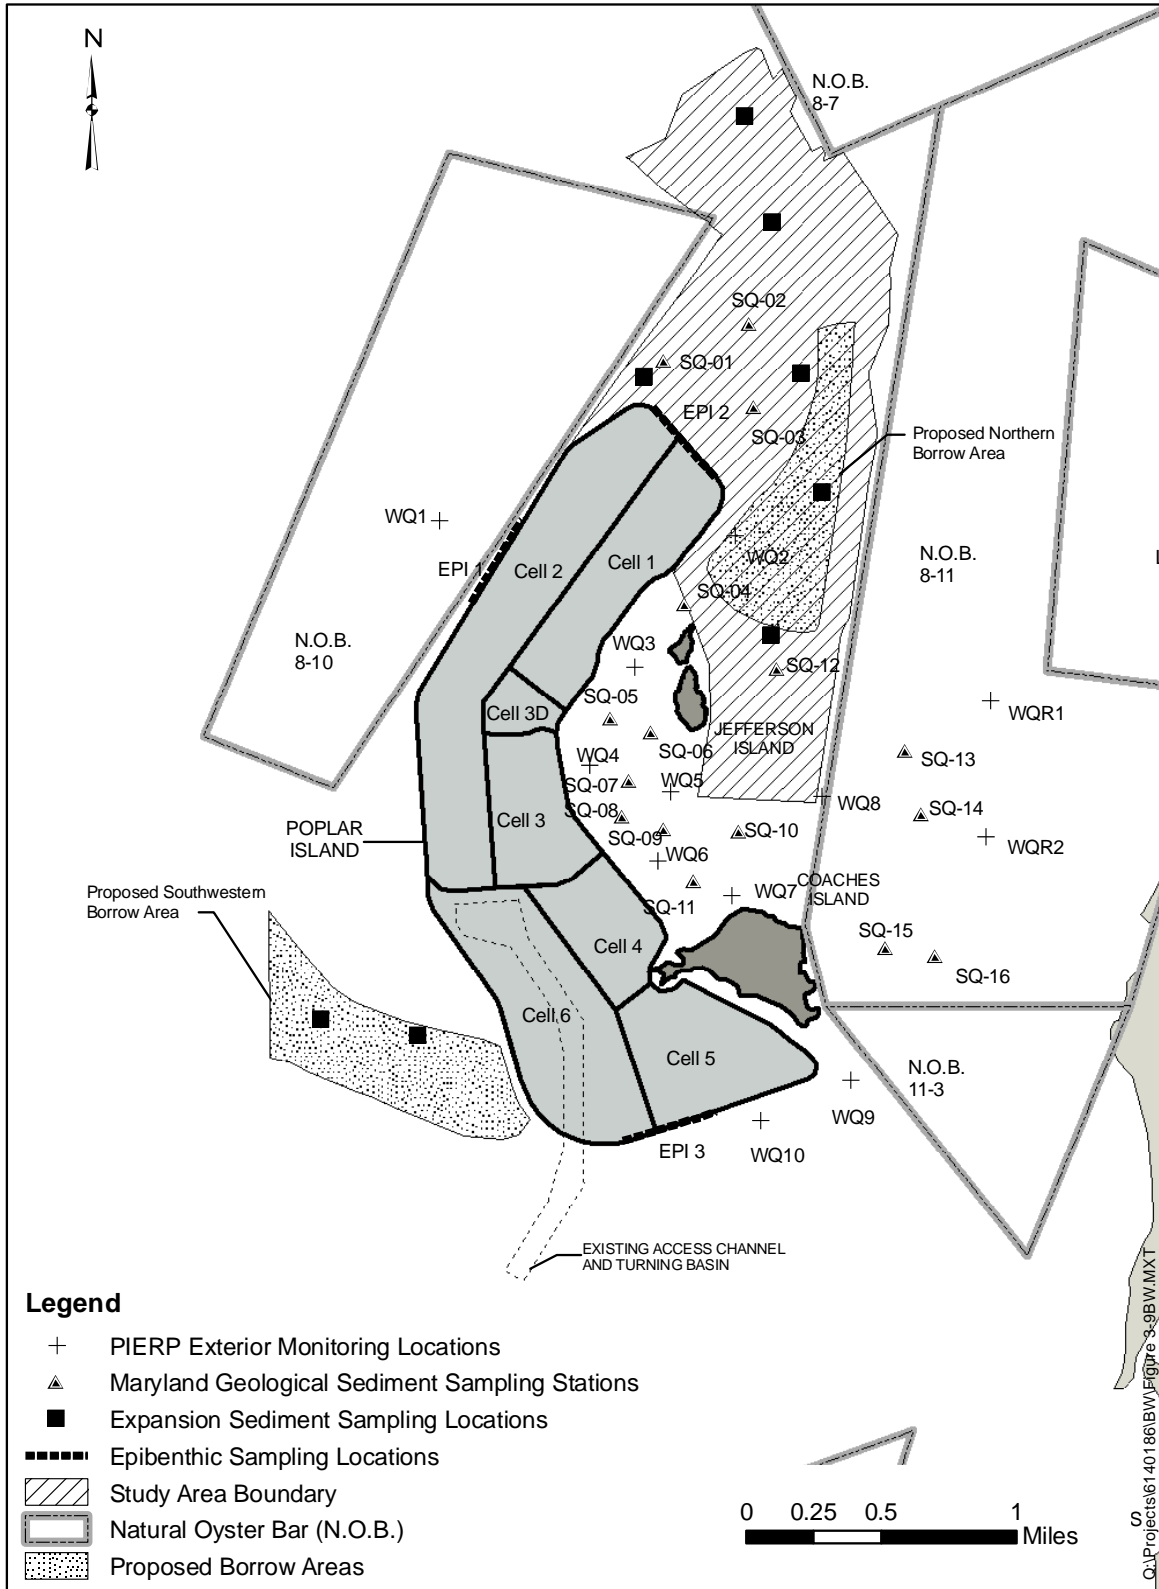 N
N.O.B.
8-7
SQ-02
SQ-01
EPI 2
SQ-03
Proposed Northern
Borrow Area
WQ1
WQ2
N.O.B.
8-11
EPI 1
Cell 2
Cell 1
SQ-04
N.O.B.
8-10
WQ3
SQ-12
SQ-05
WQR1
Cell 3D
JEFFERSON
ISLAND
SQ-06
SQ-13
WQ4
SQ-07
WQ5
WQ8
SQ-14
SQ-08
Cell 3
SQ-09
SQ-10
POPLAR
ISLAND
WQR2
WQ6
Proposed Southwestern
Borrow Area
WQ7
COACHES
ISLAND
SQ-11
SQ-15
Cell 4
SQ-16
Cell 6
Cell 5
N.O.B.
11-3
WQ9
EPI 3
WQ10
EXISTING ACCESS CHANNEL
AND TURNING BASIN
Legend
PIERP Exterior Monitoring Locations
Maryland Geological Sediment Sampling Stations
Expansion Sediment Sampling Locations
Epibenthic Sampling Locations
Study Area Boundary
Natural Oyster Bar (N.O.B.)
Proposed Borrow Areas
0 0.25 0.5 1
Miles
S
Q:\Projects\6140186\BW\Figure 3-9BW.MXT